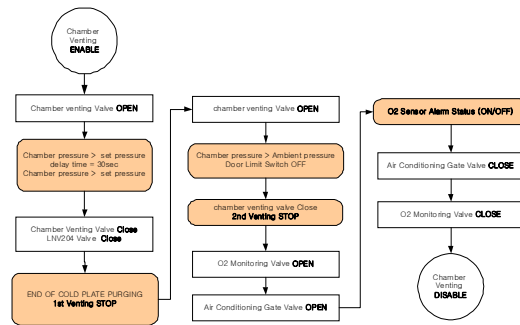 Chamber
Venting
ENABLE
Chamber venting Valve OPEN
Chamber pressure > set pressure
delay time = 30sec
Chamber pressure > set pressure
Chamber Venting Valve Close
LNV204 Valve Close
END OF COLD PLATE PURGING
1st Venting STOP
chamber venting Valve OPEN
Chamber pressure > Ambient pressure
Door Limit Switch OFF
chamber venting valve Close
2nd Venting STOP
O2 Monitoring Valve OPEN
Air Conditioning Gate Valve OPEN
O2 Sensor Alarm Status (ON/OFF)
Air Conditioning Gate Valve CLOSE
O2 Monitoring Valve CLOSE
Chamber
Venting
DISABLE